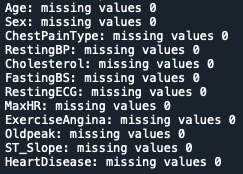 Age: missing values 0
Sex: missing values 0
ChestPainType: missing values 0
RestingBP: missing values 0
Cholesterol: missing values 0
FastingBS: missing values 0
RestingECG: missing values 0
MaxHR: missing values 0
ExerciseAngina: missing values 0
Oldpeak: missing values 0
ST_Slope: missing values 0
HeartDisease: missing values 0